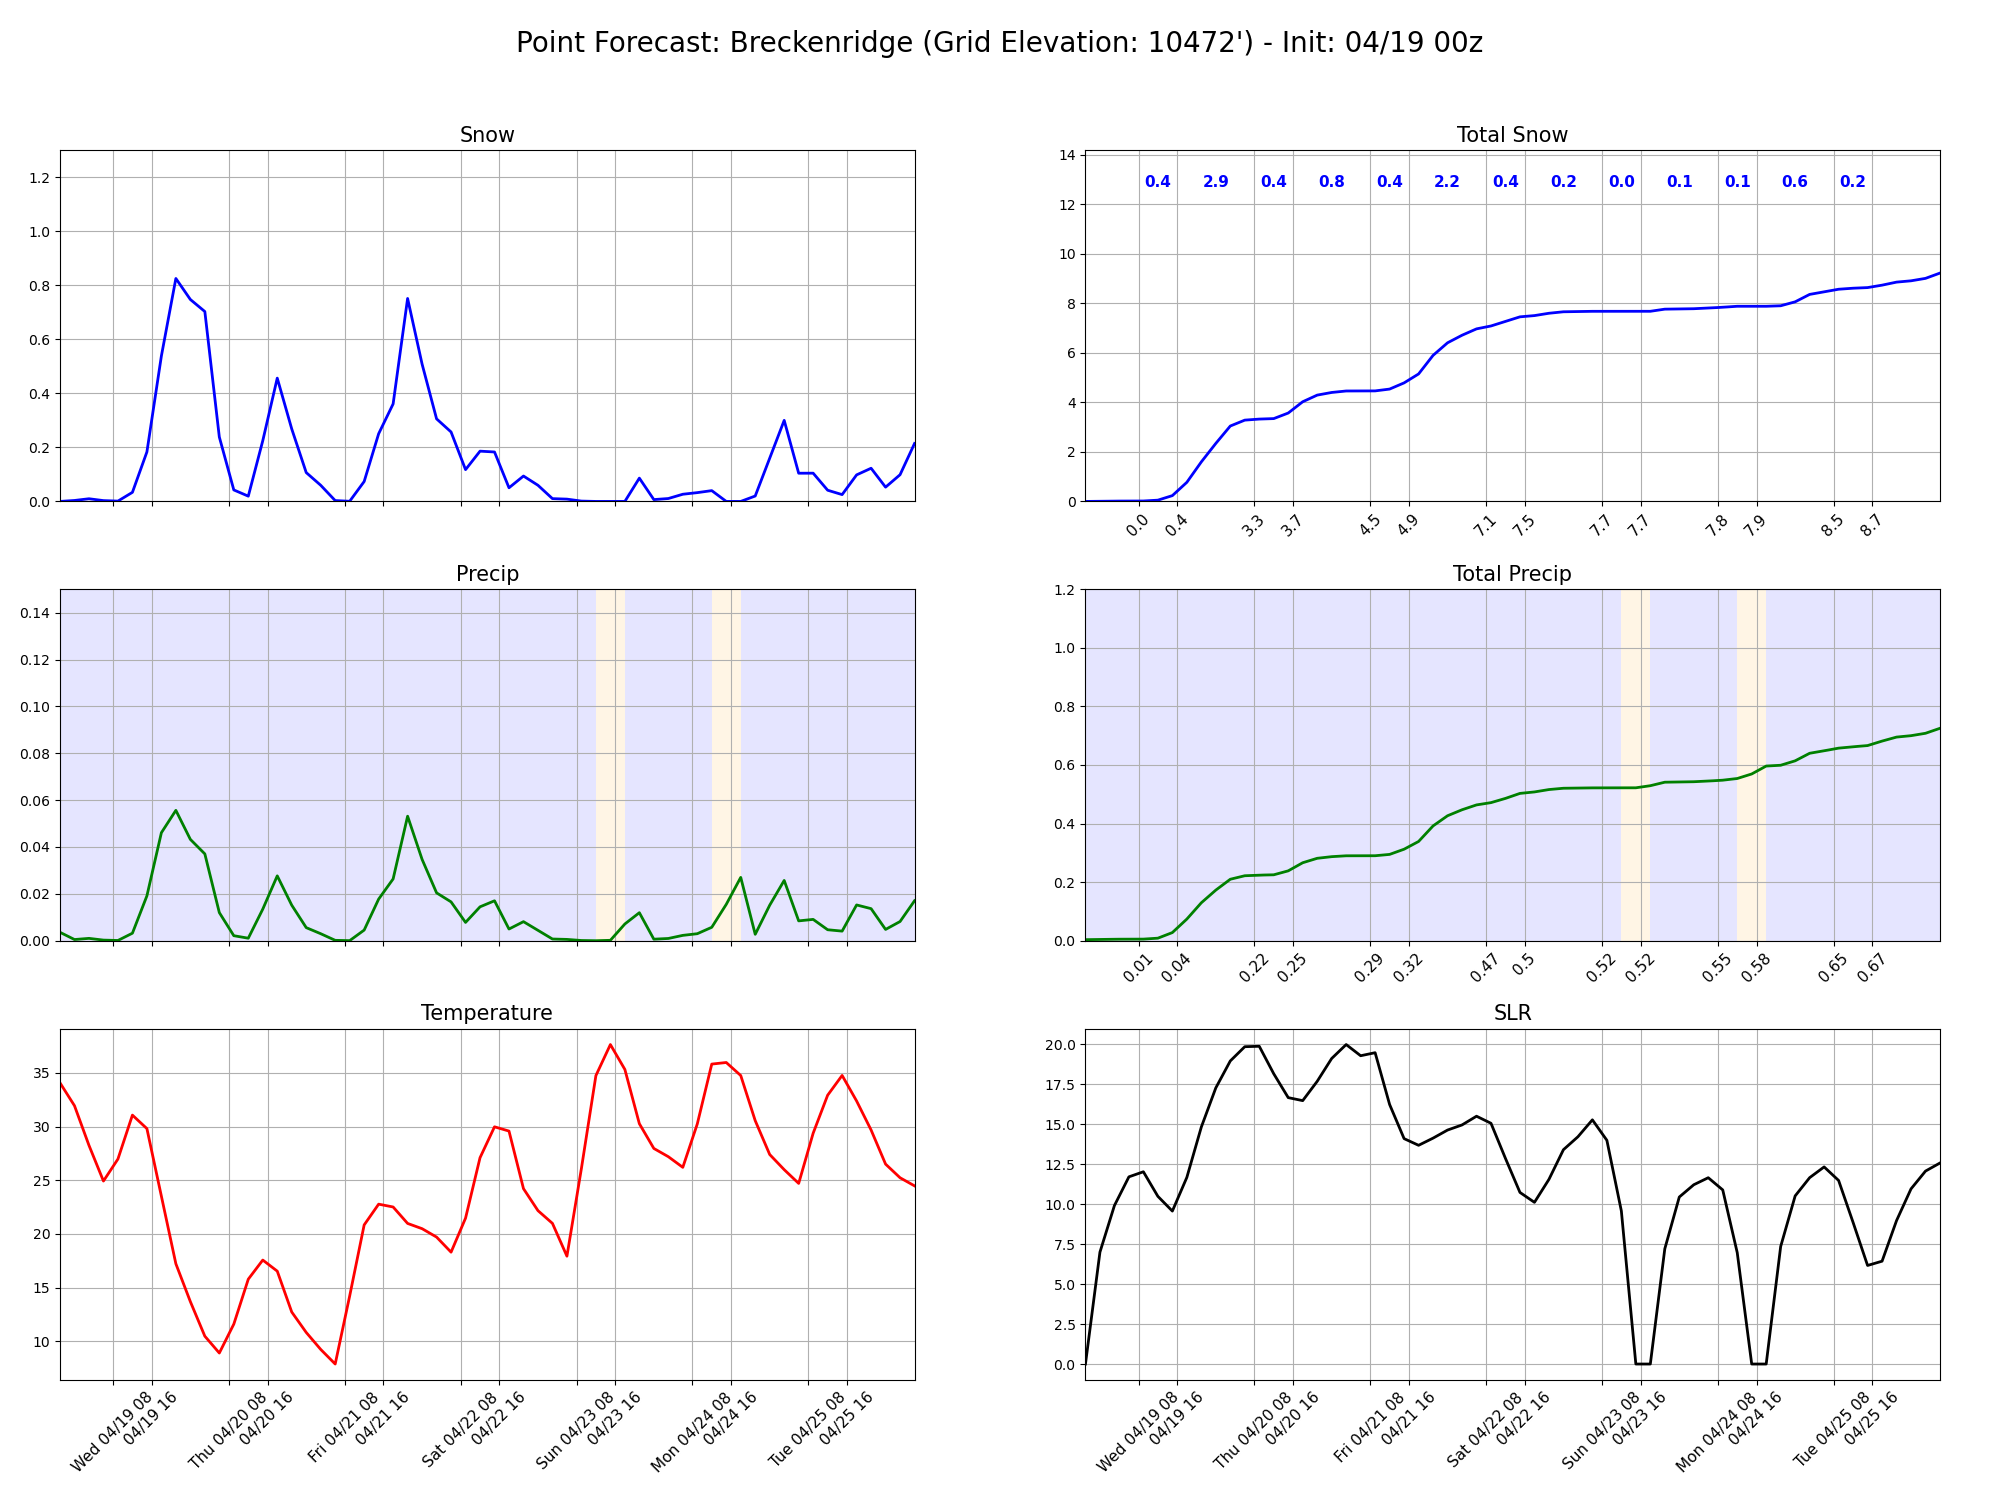 Point Forecast: Breckenridge (Grid Elevation: 10472') - Init: 04/19 00z
Snow
1.2
1.0
0.8
0.6
0.4
0.2
0.0
Total Snow
14
12
10
8
6
4
2
0
0.4 2.9 0.4 0.8 0.4 2.2 0.4 0.2 0.0 0.1 0.1 0.6 0.2
0.0 0.4 3.3 3.7 4.5 4.9 7.1 7.5 7.7 7.7 7.8 7.9 8.5 8.7
Precip
0.14
0.12
0.10
0.08
0.06
0.04
0.02
0.00
Total Precip
1.2
1.0
0.8
0.6
0.4
0.2
0.0
0.01 0.04 0.22 0.25 0.29 0.32 0.47 0.5 0.52 0.52 0.55 0.58 0.65 0.67
Temperature
35
30
25
20
15
10
Wed 04/19 08
04/19 16
Thu 04/20 08
04/20 16
Fri 04/21 08
04/21 16
Sat 04/22 08
04/22 16
Sun 04/23 08
04/23 16
Mon 04/24 08
04/24 16
Tue 04/25 08
04/25 16
SLR
20.0
17.5
15.0
12.5
10.0
7.5
5.0
2.5
0.0
Wed 04/19 08
04/19 16
Thu 04/20 08
04/20 16
Fri 04/21 08
04/21 16
Sat 04/22 08
04/22 16
Sun 04/23 08
04/23 16
Mon 04/24 08
04/24 16
Tue 04/25 08
04/25 16